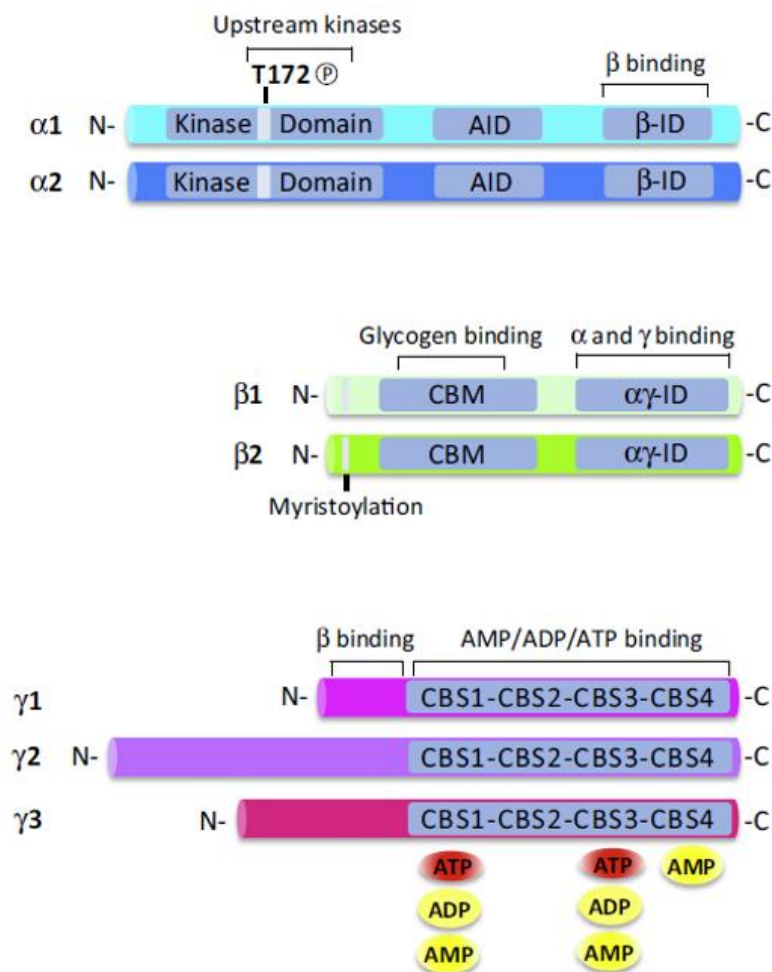 Upstream kinases
T172 Ⓟ
β binding
α1 N- Kinase Domain AID β-ID -C
α2 N- Kinase Domain AID β-ID -C
Glycogen binding α and γ binding
β1 N- CBM αγ-ID -C
β2 N- CBM αγ-ID -C
Myristoylation
β binding AMP/ADP/ATP binding
γ1 N- CBS1-CBS2-CBS3-CBS4 -C
γ2 N- CBS1-CBS2-CBS3-CBS4 -C
γ3 N- CBS1-CBS2-CBS3-CBS4 -C
ATP ATP AMP
ADP ADP
AMP AMP